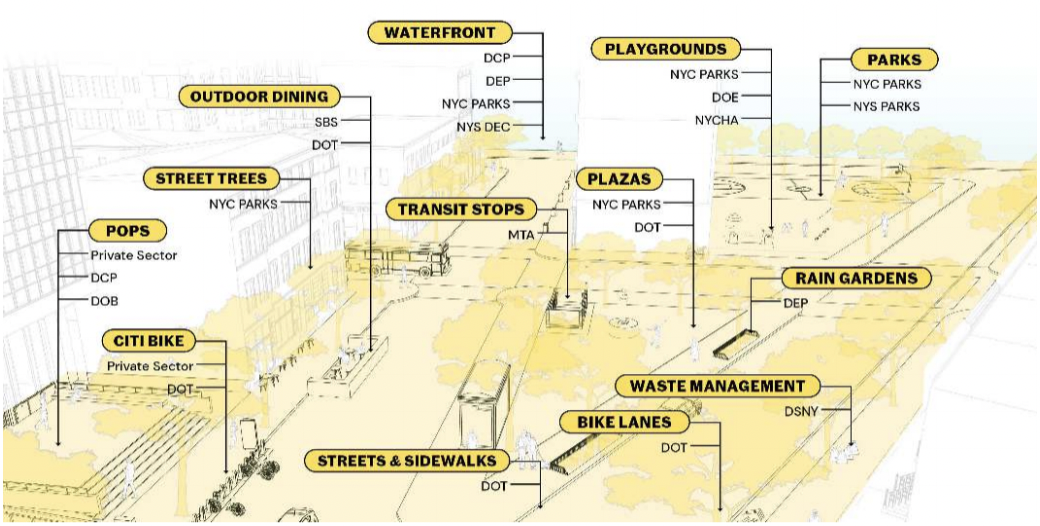 WATERFRONT
DCP
DEP
NYC PARKS
NYS DEC
PLAYGROUNDS
NYC PARKS
DOE
NYCHA
PARKS
NYC PARKS
NYS PARKS
OUTDOOR DINING
SBS
DOT
STREET TREES
NYC PARKS
PLAZAS
NYC PARKS
DOT
TRANSIT STOPS
MTA
POPS
Private Sector
DCP
DOB
RAIN GARDENS
DEP
CITI BIKE
Private Sector
DOT
WASTE MANAGEMENT
DSNY
BIKE LANES
DOT
STREETS & SIDEWALKS
DOT